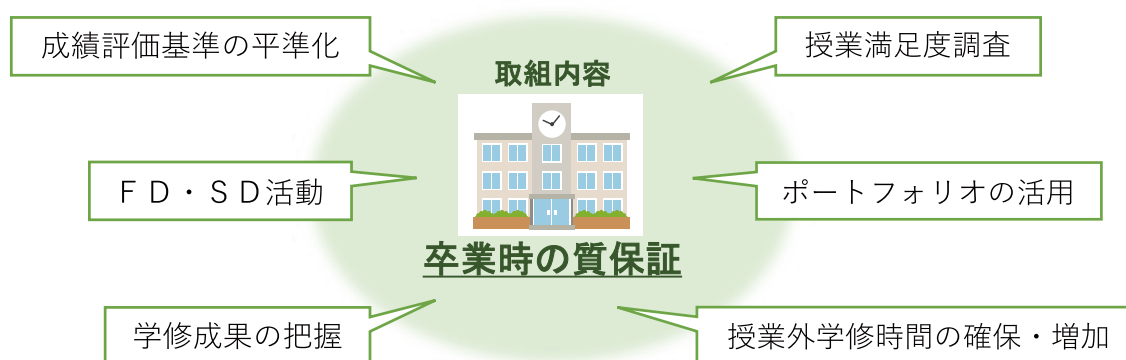 成績評価基準の平準化
授業満足度調査
取組内容
ＦＤ・ＳＤ活動
ポートフォリオの活用
卒業時の質保証
学修成果の把握
授業外学修時間の確保・増加